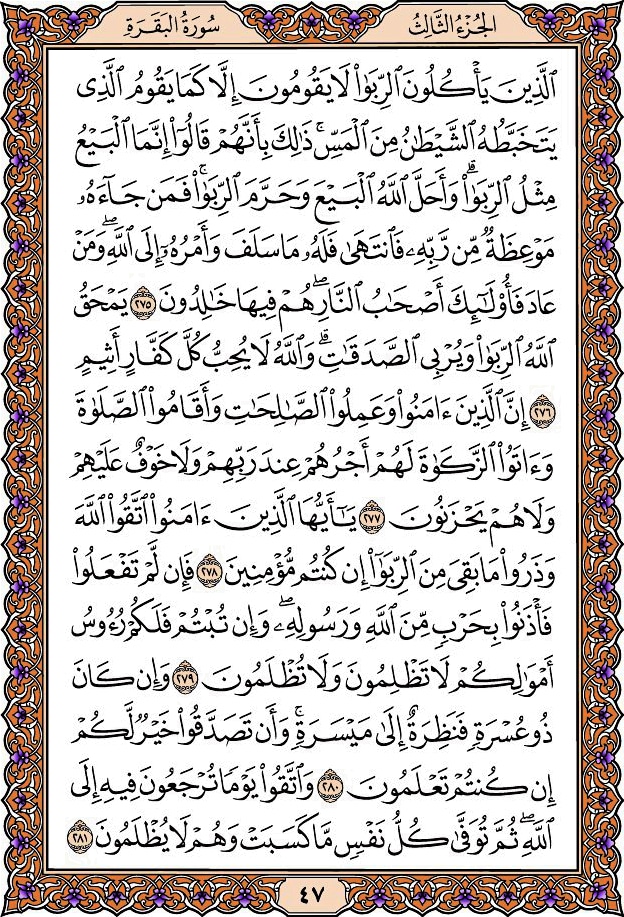 الجُزْءُ الثَّالِثُ
سُورَةُ البَقَرَةِ
ٱلَّذِينَ يَأۡكُلُونَ ٱلرِّبَوٰاْ لَا يَقُومُونَ إِلَّا كَمَا يَقُومُ ٱلَّذِي
يَتَخَبَّطُهُ ٱلشَّيۡطَٰنُ مِنَ ٱلۡمَسِّۚ ذَٰلِكَ بِأَنَّهُمۡ قَالُوٓاْ إِنَّمَا ٱلۡبَيۡعُ
مِثۡلُ ٱلرِّبَوٰاْۗ وَأَحَلَّ ٱللَّهُ ٱلۡبَيۡعَ وَحَرَّمَ ٱلرِّبَوٰاْۚ فَمَن جَآءَهُۥ
مَوۡعِظَةٞ مِّن رَّبِّهِۦ فَٱنتَهَىٰ فَلَهُۥ مَا سَلَفَ وَأَمۡرُهُۥٓ إِلَى ٱللَّهِۖ وَمَنۡ
عَادَ فَأُوْلَٰٓئِكَ أَصۡحَٰبُ ٱلنَّارِۖ هُمۡ فِيهَا خَٰلِدُونَ ٢٧٥ يَمۡحَقُ
ٱللَّهُ ٱلرِّبَوٰاْ وَيُرۡبِي ٱلصَّدَقَٰتِۗ وَٱللَّهُ لَا يُحِبُّ كُلَّ كَفَّارٍ أَثِيمٍ
٢٧٦ إِنَّ ٱلَّذِينَ ءَامَنُواْ وَعَمِلُواْ ٱلصَّٰلِحَٰتِ وَأَقَامُواْ ٱلصَّلَوٰةَ
وَءَاتَوُاْ ٱلزَّكَوٰةَ لَهُمۡ أَجۡرُهُمۡ عِندَ رَبِّهِمۡ وَلَا خَوۡفٌ عَلَيۡهِمۡ
وَلَا هُمۡ يَحۡزَنُونَ ٢٧٧ يَٰٓأَيُّهَا ٱلَّذِينَ ءَامَنُواْ ٱتَّقُواْ ٱللَّهَ
وَذَرُواْ مَا بَقِيَ مِنَ ٱلرِّبَوٰٓاْ إِن كُنتُم مُّؤۡمِنِينَ ٢٧٨ فَإِن لَّمۡ تَفۡعَلُواْ
فَأۡذَنُواْ بِحَرۡبٖ مِّنَ ٱللَّهِ وَرَسُولِهِۦۖ وَإِن تُبۡتُمۡ فَلَكُمۡ رُءُوسُ
أَمۡوَٰلِكُمۡ لَا تَظۡلِمُونَ وَلَا تُظۡلَمُونَ ٢٧٩ وَإِن كَانَ
ذُو عُسۡرَةٖ فَنَظِرَةٌ إِلَىٰ مَيۡسَرَةٖۚ وَأَن تَصَدَّقُواْ خَيۡرٞ لَّكُمۡ
إِن كُنتُمۡ تَعۡلَمُونَ ٢٨٠ وَٱتَّقُواْ يَوۡمٗا تُرۡجَعُونَ فِيهِ إِلَى
ٱللَّهِۖ ثُمَّ تُوَفَّىٰ كُلُّ نَفۡسٖ مَّا كَسَبَتۡ وَهُمۡ لَا يُظۡلَمُونَ ٢٨١
٤٧